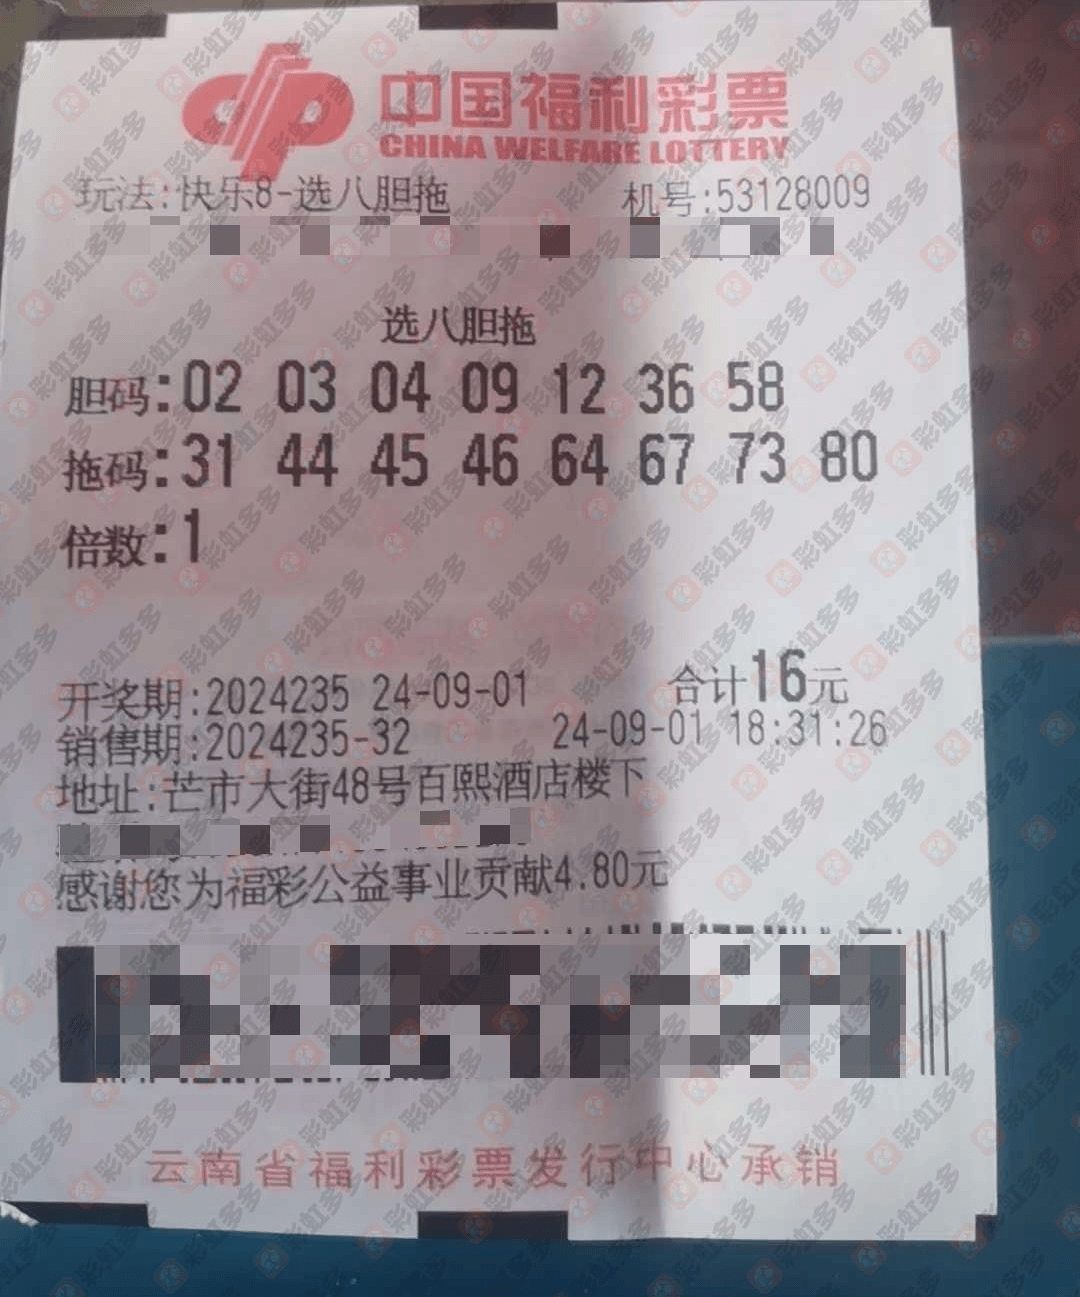 中国福利彩票
CHINA WELFARE LOTTERY
玩法:快乐8-选八胆拖 机号:53128009
选八胆拖
胆码:02 03 04 09 12 36 58
拖码:31 44 45 46 64 67 73 80
倍数:1
开奖期:2024235 24-09-01 合计16元
销售期:2024235-32 24-09-01 18:31:26
地址:芒市大街48号百熙酒店楼下
感谢您为福彩公益事业贡献4.80元
云南省福利彩票发行中心承销
彩虹多多